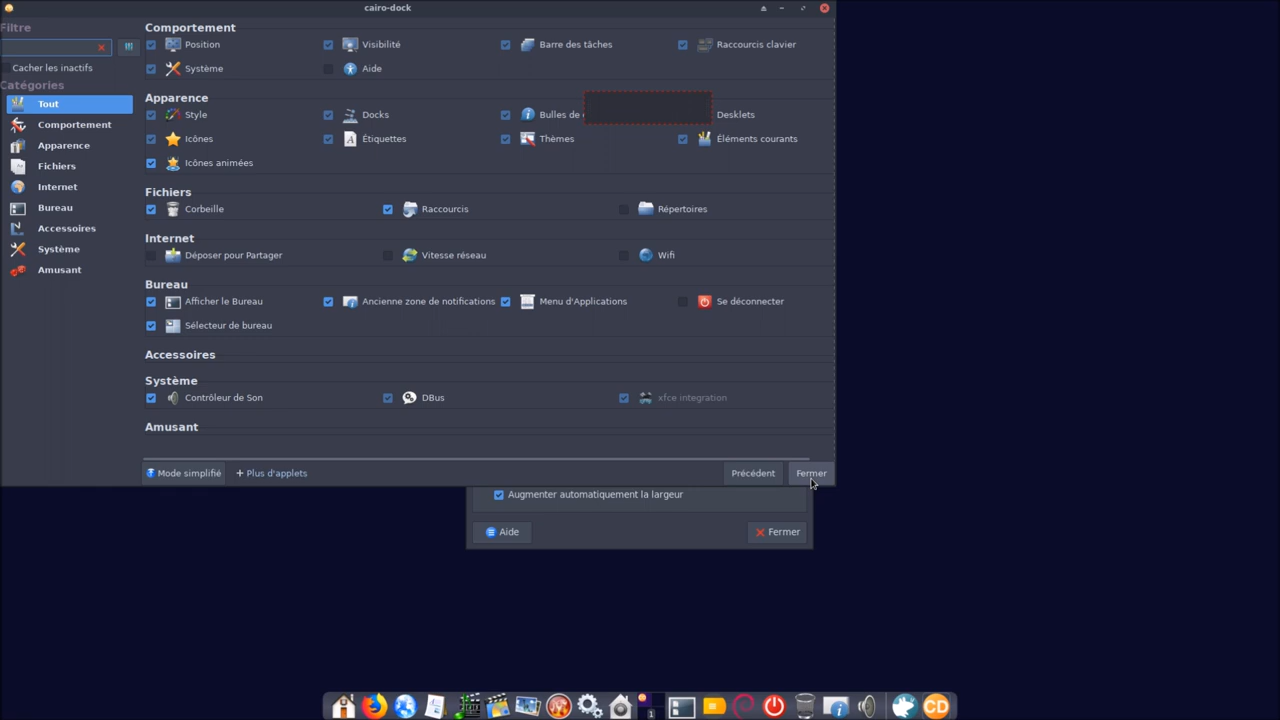 cairo-dock
Filtre
Cacher les inactifs
Catégories
Tout
Comportement
Apparence
Fichiers
Internet
Bureau
Accessoires
Système
Amusant
Comportement
Position
Visibilité
Barre des tâches
Raccourcis clavier
Système
Aide
Apparence
Style
Docks
Bulles de
Desklets
Icônes
Étiquettes
Thèmes
Éléments courants
Icônes animées
Fichiers
Corbeille
Raccourcis
Répertoires
Internet
Déposer pour Partager
Vitesse réseau
Wifi
Bureau
Afficher le Bureau
Ancienne zone de notifications
Menu d'Applications
Se déconnecter
Sélecteur de bureau
Accessoires
Système
Contrôleur de Son
DBus
xfce integration
Amusant
Mode simplifié
+ Plus d'applets
Précédent
Fermer
Augmenter automatiquement la largeur
Aide
Fermer
1
CD